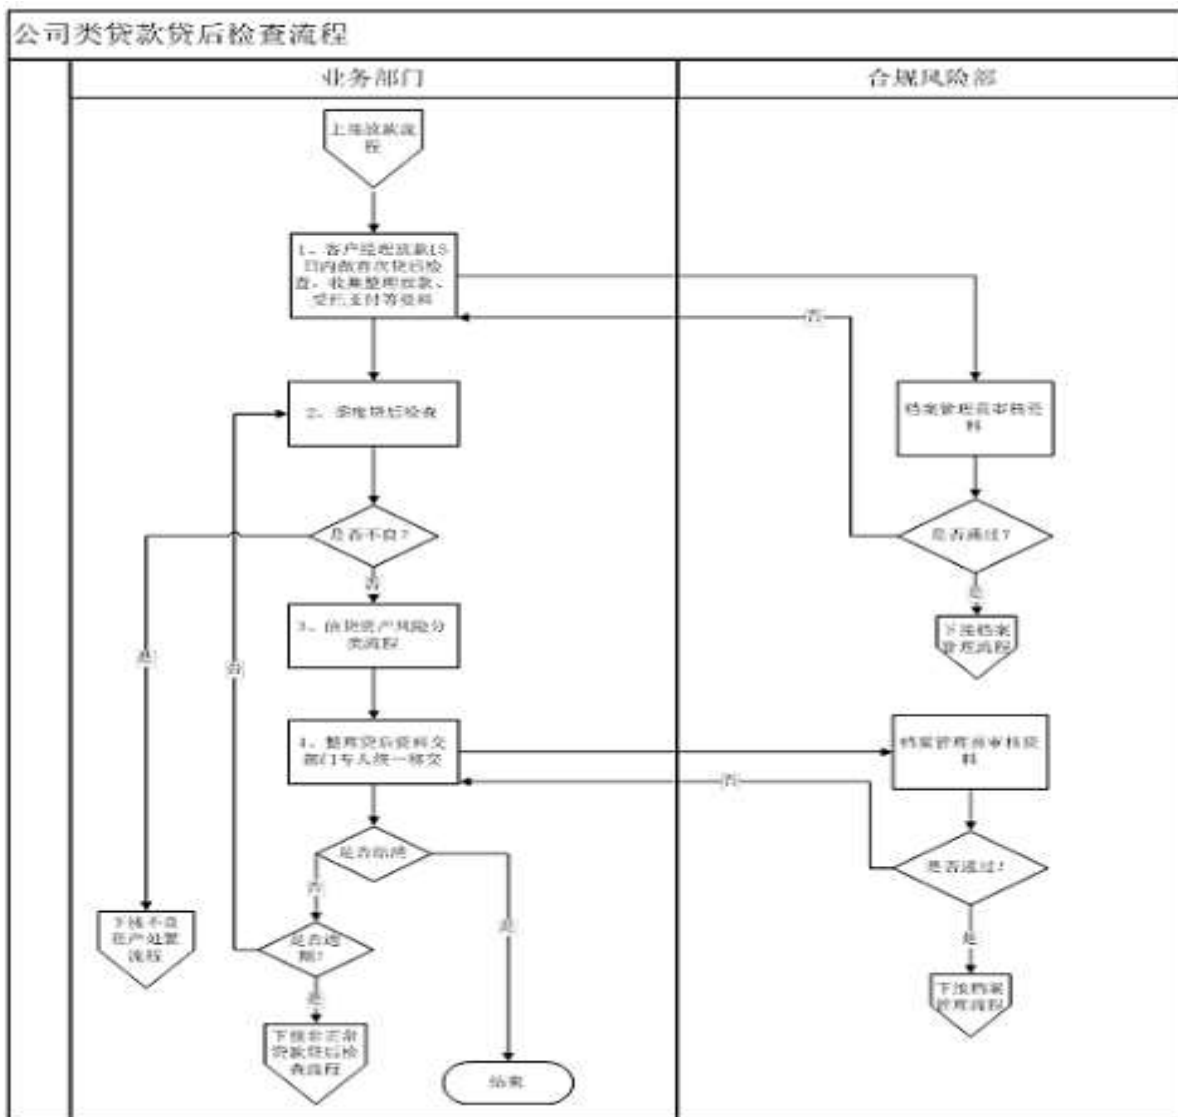 公司类贷款贷后检查流程
业务部门
合规风险部
上接放款流
程
1、客户经理放款15
日内做首次贷后检
查，收集整理放款、
受托支付等资料
否
2、季度贷后检查
档案管理员审核资
料
是否不良?
是否通过?
否
是
3、信贷资产风险分
类流程
下接档案
管理流程
是
否
4、整理贷后资料交
部门专人统一移交
档案管理员审核资
料
否
是否结清
是否通过?
否
是
下接不良
资产处置
流程
是否逾
期?
是
是
下接非正常
贷款贷后检
查流程
下接档案
管理流程
结束